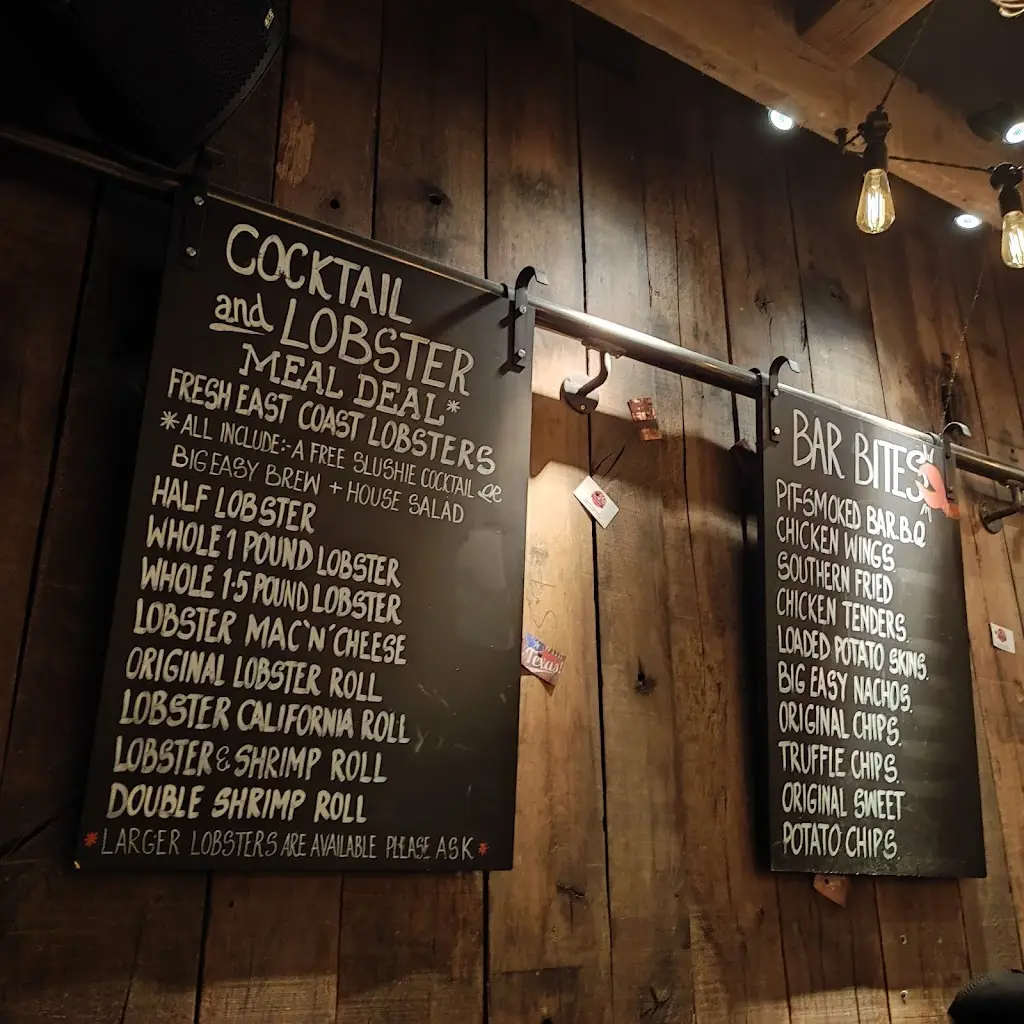 COCKTAIL
and LOBSTER
MEAL DEAL*
FRESH EAST COAST LOBSTERS
*ALL INCLUDE:-A FREE SLUSHIE COCKTAIL OR
BIG EASY BREW + HOUSE SALAD
HALF LOBSTER
WHOLE 1 POUND LOBSTER
WHOLE 1·5 POUND LOBSTER
LOBSTER MAC'N'CHEESE
ORIGINAL LOBSTER ROLL
LOBSTER CALIFORNIA ROLL
LOBSTER & SHRIMP ROLL
DOUBLE SHRIMP ROLL
*LARGER LOBSTERS ARE AVAILABLE PLEASE ASK*
Texas
BAR BITES
PIT-SMOKED BAR.B.Q
CHICKEN WINGS.
SOUTHERN FRIED
CHICKEN TENDERS.
LOADED POTATO SKINS.
BIG EASY NACHOS.
ORIGINAL CHIPS.
TRUFFLE CHIPS.
ORIGINAL SWEET
POTATO CHIPS.